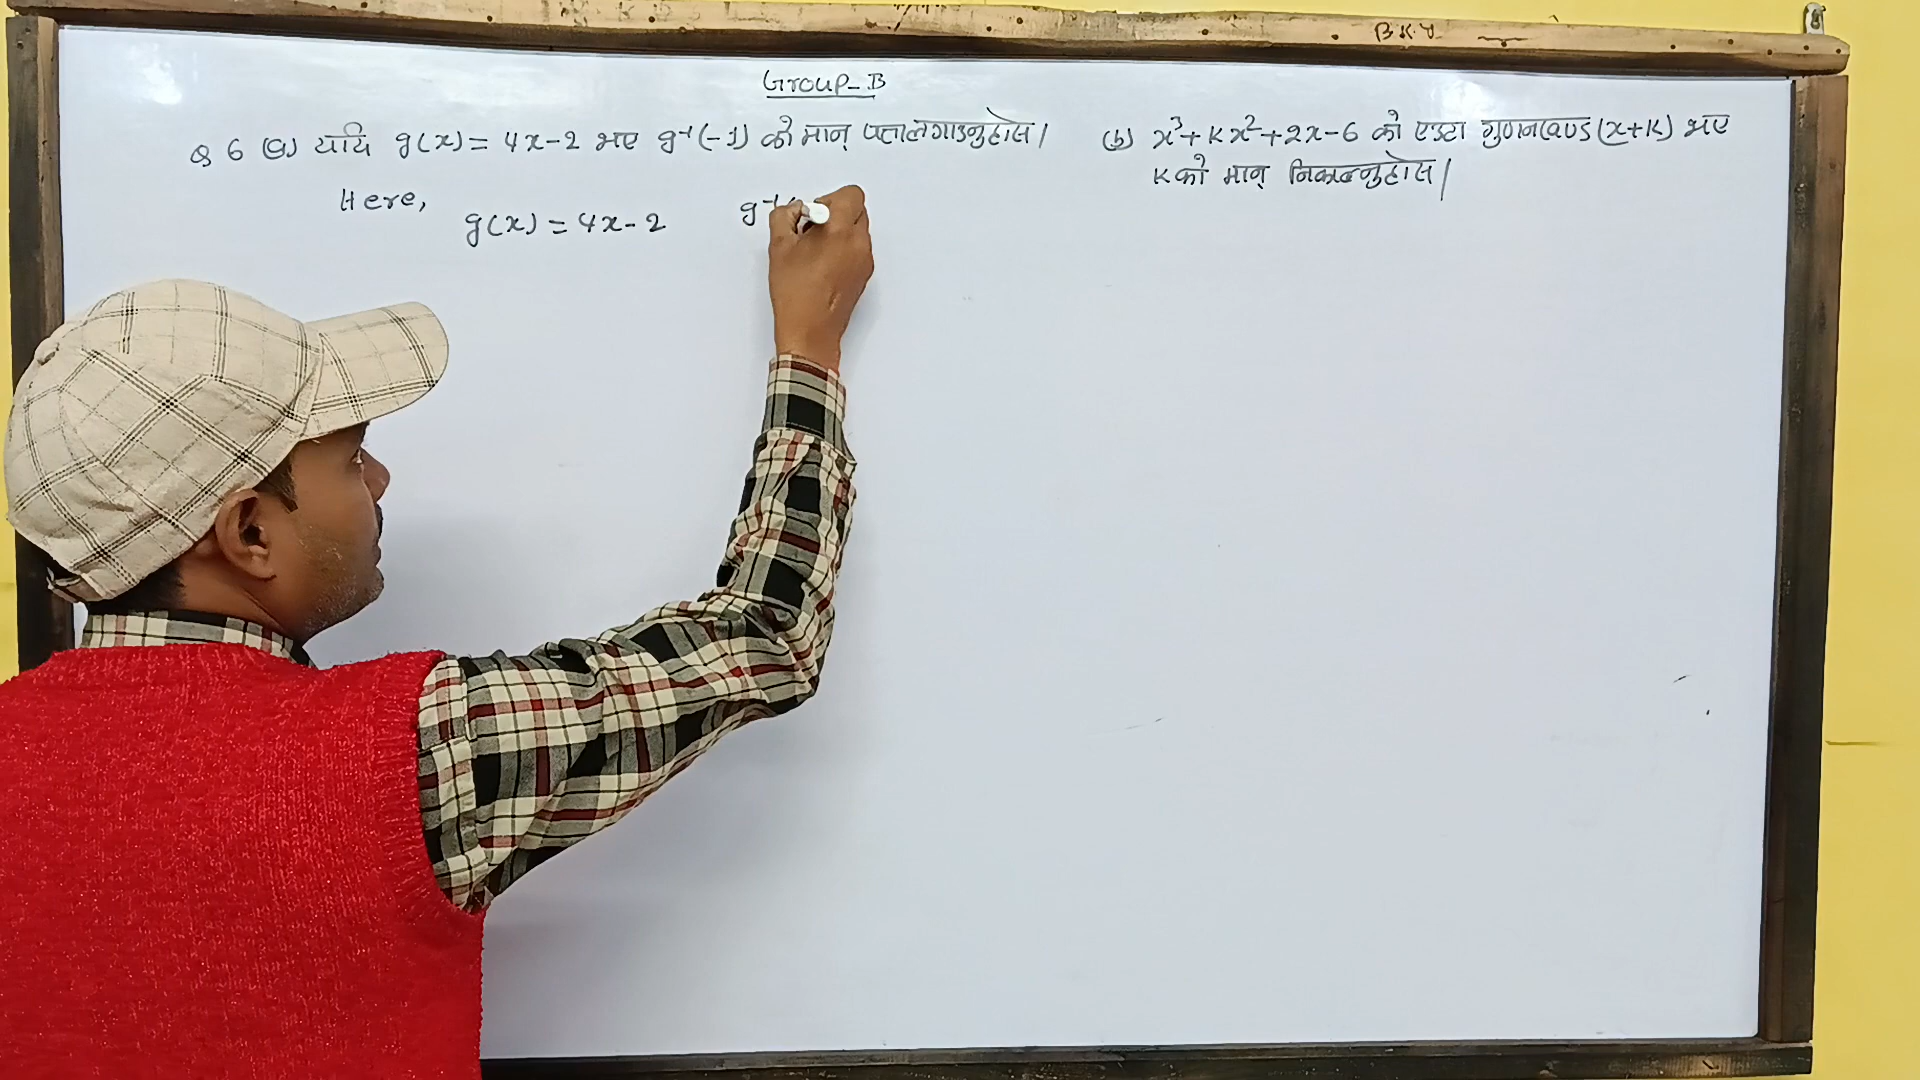 B.K.Y
Group-B
Q 6 (a) यदि g(x) = 4x-2 भए g⁻¹(-1) को मान् पत्तालगाउनुहोस।
Here,
g(x) = 4x-2 g⁻¹(
(b) x³+Kx²+2x-6 को एउटा गुणनखण्ड (x+K) भए
K को मान् निकाल्नुहोस।